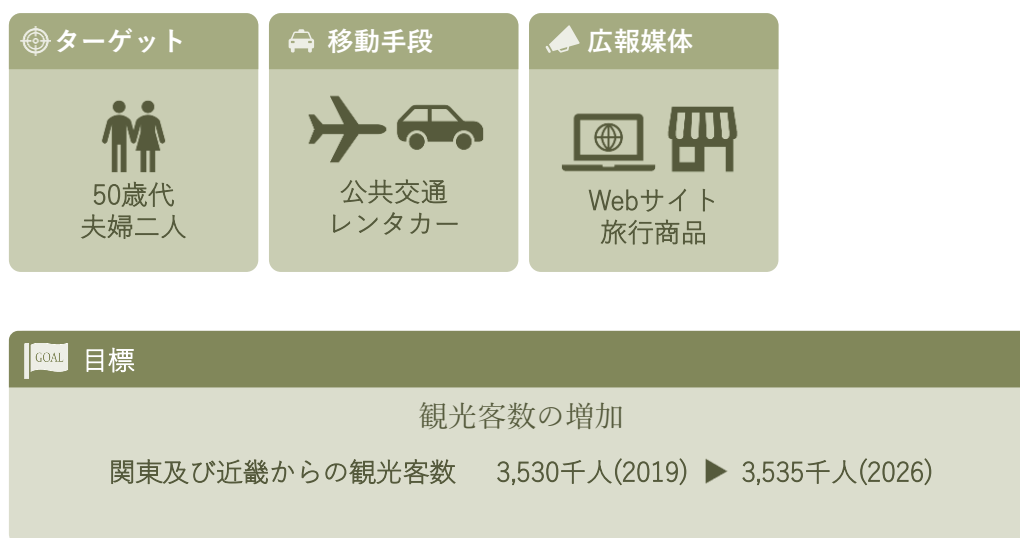 ターゲット
50歳代
夫婦二人
移動手段
公共交通
レンタカー
広報媒体
Webサイト
旅行商品
GOAL 目標
観光客数の増加
関東及び近畿からの観光客数 3,530千人(2019) ▶ 3,535千人(2026)